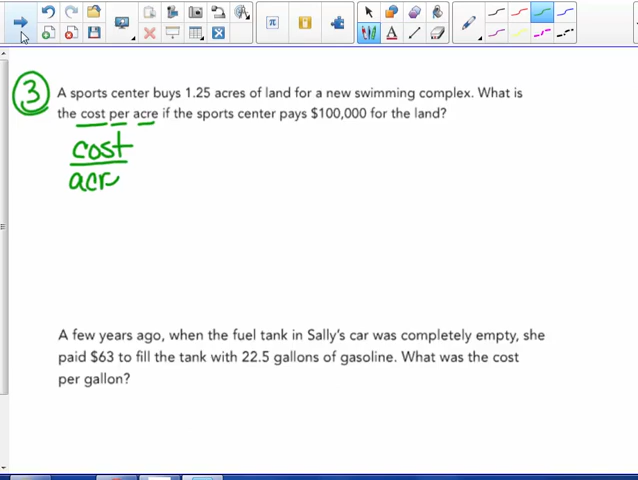 3 A sports center buys 1.25 acres of land for a new swimming complex. What is
the cost per acre if the sports center pays $100,000 for the land?
cost
acr
A few years ago, when the fuel tank in Sally's car was completely empty, she
paid $63 to fill the tank with 22.5 gallons of gasoline. What was the cost
per gallon?